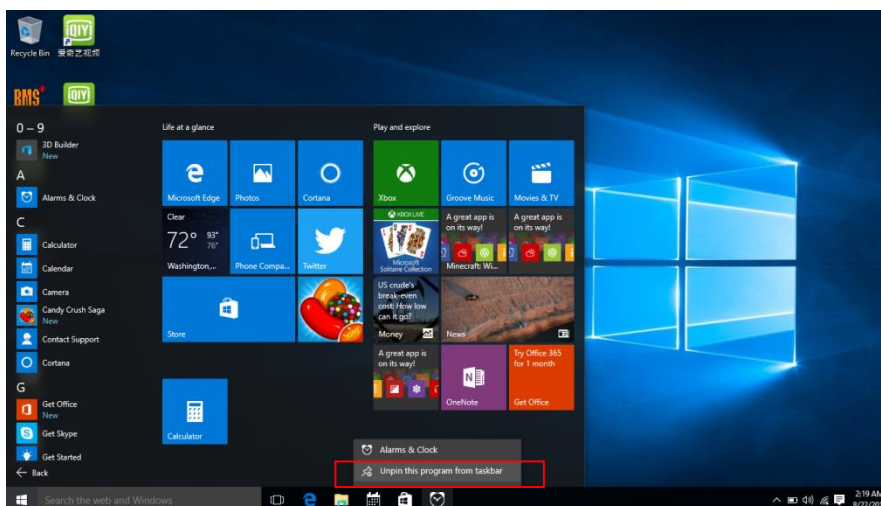 iQIY
Recycle Bin
爱奇艺视频
BMS
iQIY
0 – 9
3D Builder
New
A
Alarms & Clock
C
Calculator
Calendar
Camera
Candy Crush Saga
New
Contact Support
Cortana
G
Get Office
New
Get Skype
Get Started
Back
Life at a glance
Microsoft Edge
Photos
Cortana
Clear
72° 93°
76°
Washington,...
Phone Compa...
Twitter
Store
Calculator
Play and explore
Xbox
Groove Music
Movies & TV
XBOX LIVE
Microsoft
Solitaire Collection
A great app is
on its way!
Minecraft: Wi...
A great app is
on its way!
US crude's
break-even
cost: How low
can it go?
Money
News
A great app is
on its way!
OneNote
Try Office 365
for 1 month
Get Office
Alarms & Clock
Unpin this program from taskbar
Search the web and Windows
2:19 AM